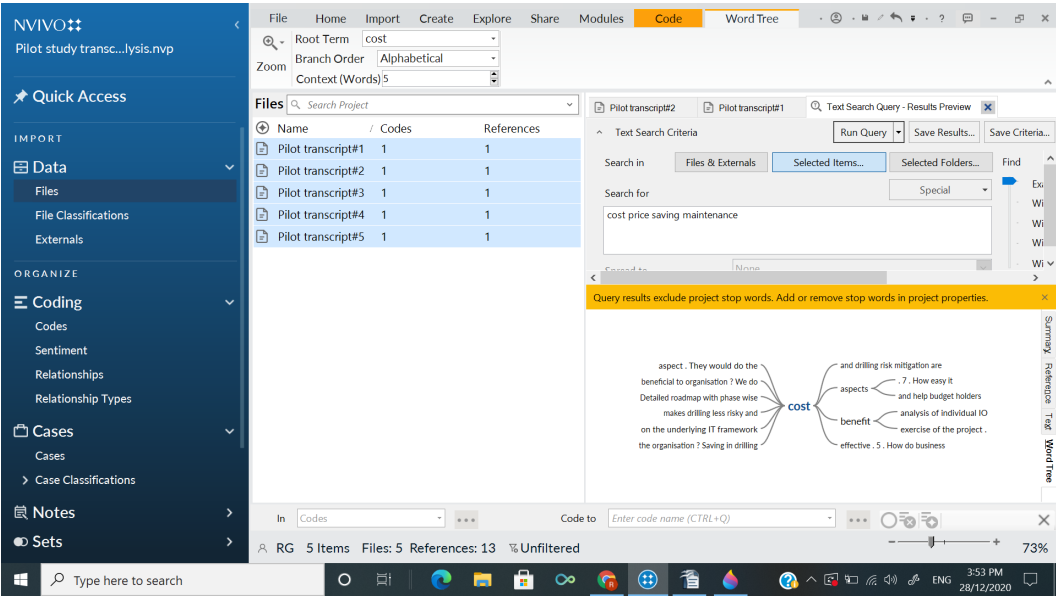 NVIVO
Pilot study transc...lysis.nvp
Quick Access
IMPORT
Data
Files
File Classifications
Externals
ORGANIZE
Coding
Codes
Sentiment
Relationships
Relationship Types
Cases
Cases
Case Classifications
Notes
Sets
File Home Import Create Explore Share Modules Code Word Tree
Zoom
Root Term cost
Branch Order Alphabetical
Context (Words) 5
Files Search Project
Name Codes References
Pilot transcript#1 1 1
Pilot transcript#2 1 1
Pilot transcript#3 1 1
Pilot transcript#4 1 1
Pilot transcript#5 1 1
Pilot transcript#2 Pilot transcript#1 Text Search Query - Results Preview
Text Search Criteria Run Query Save Results... Save Criteria...
Search in Files & Externals Selected Items... Selected Folders... Find
Search for Special
Exa
Wi
Wi
Wi
Wi
cost price saving maintenance
Spread to None
Query results exclude project stop words. Add or remove stop words in project properties.
aspect . They would do the
beneficial to organisation ? We do
Detailed roadmap with phase wise
makes drilling less risky and
on the underlying IT framework
the organisation ? Saving in drilling
cost
and drilling risk mitigation are
aspects
. 7 . How easy it
and help budget holders
benefit
analysis of individual IO
exercise of the project .
effective . 5 . How do business
Summary
Reference
Text
Word Tree
In Codes Code to Enter code name (CTRL+Q)
RG 5 Items Files: 5 References: 13 Unfiltered 73%
Type here to search
ENG
3:53 PM
28/12/2020